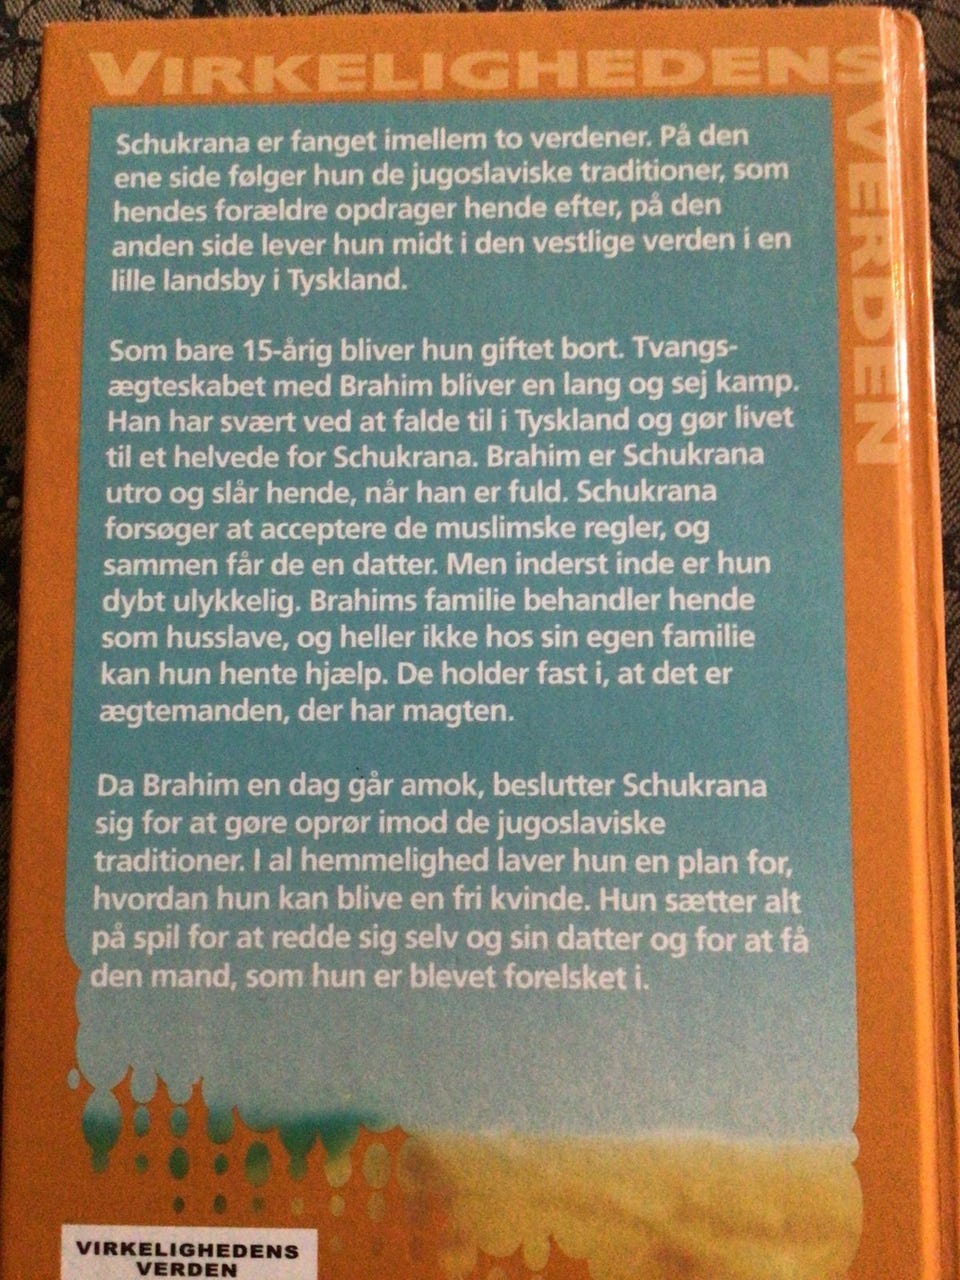 VIRKELIGHEDENS
VERDEN
Schukrana er fanget imellem to verdener. På den
ene side følger hun de jugoslaviske traditioner, som
hendes forældre opdrager hende efter, på den
anden side lever hun midt i den vestlige verden i en
lille landsby i Tyskland.
Som bare 15-årig bliver hun giftet bort. Tvangs-
ægteskabet med Brahim bliver en lang og sej kamp.
Han har svært ved at falde til i Tyskland og gør livet
til et helvede for Schukrana. Brahim er Schukrana
utro og slår hende, når han er fuld. Schukrana
forsøger at acceptere de muslimske regler, og
sammen får de en datter. Men inderst inde er hun
dybt ulykkelig. Brahims familie behandler hende
som husslave, og heller ikke hos sin egen familie
kan hun hente hjælp. De holder fast i, at det er
ægtemanden, der har magten.
Da Brahim en dag går amok, beslutter Schukrana
sig for at gøre oprør imod de jugoslaviske
traditioner. I al hemmelighed laver hun en plan for,
hvordan hun kan blive en fri kvinde. Hun sætter alt
på spil for at redde sig selv og sin datter og for at få
den mand, som hun er blevet forelsket i.
VIRKELIGHEDENS
VERDEN